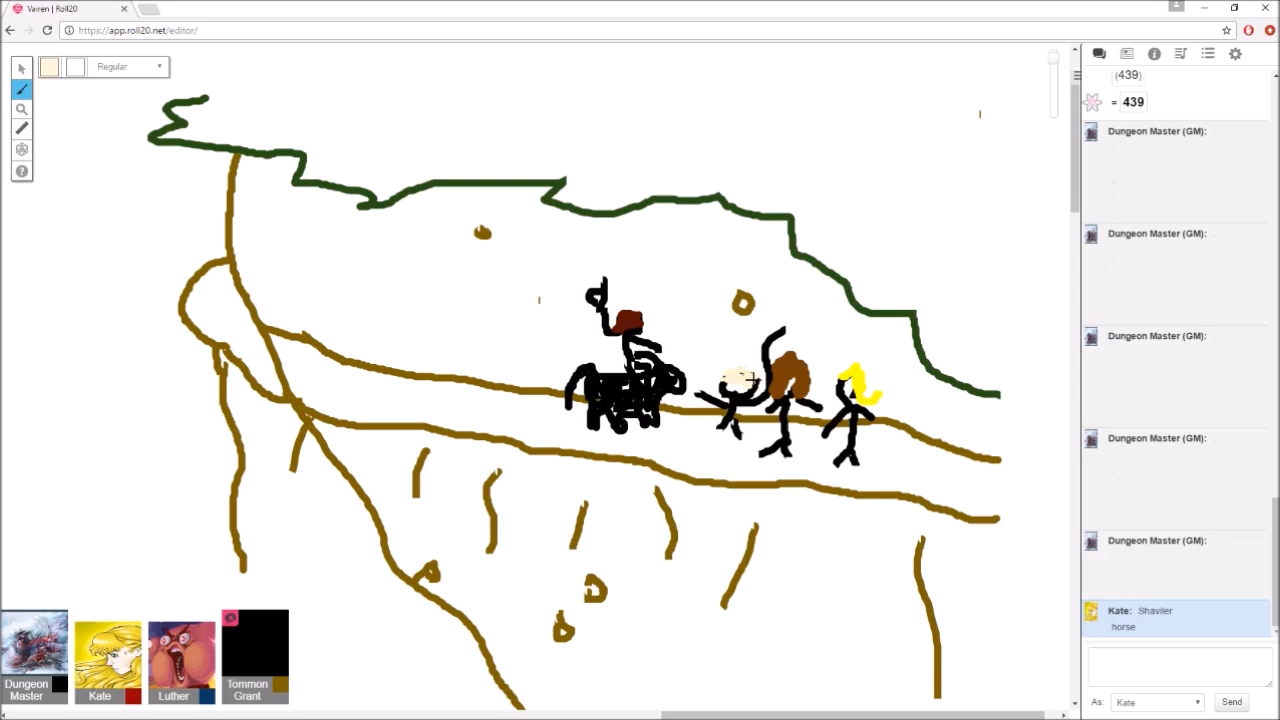 Vairen | Roll20
https://app.roll20.net/editor/
Regular
(439)
= 439
Dungeon Master (GM):
Dungeon Master (GM):
Dungeon Master (GM):
Dungeon Master (GM):
Dungeon Master (GM):
Kate: Shaviler
horse
Dungeon
Master
Kate
Luther
Tommon
Grant
As: Kate
Send